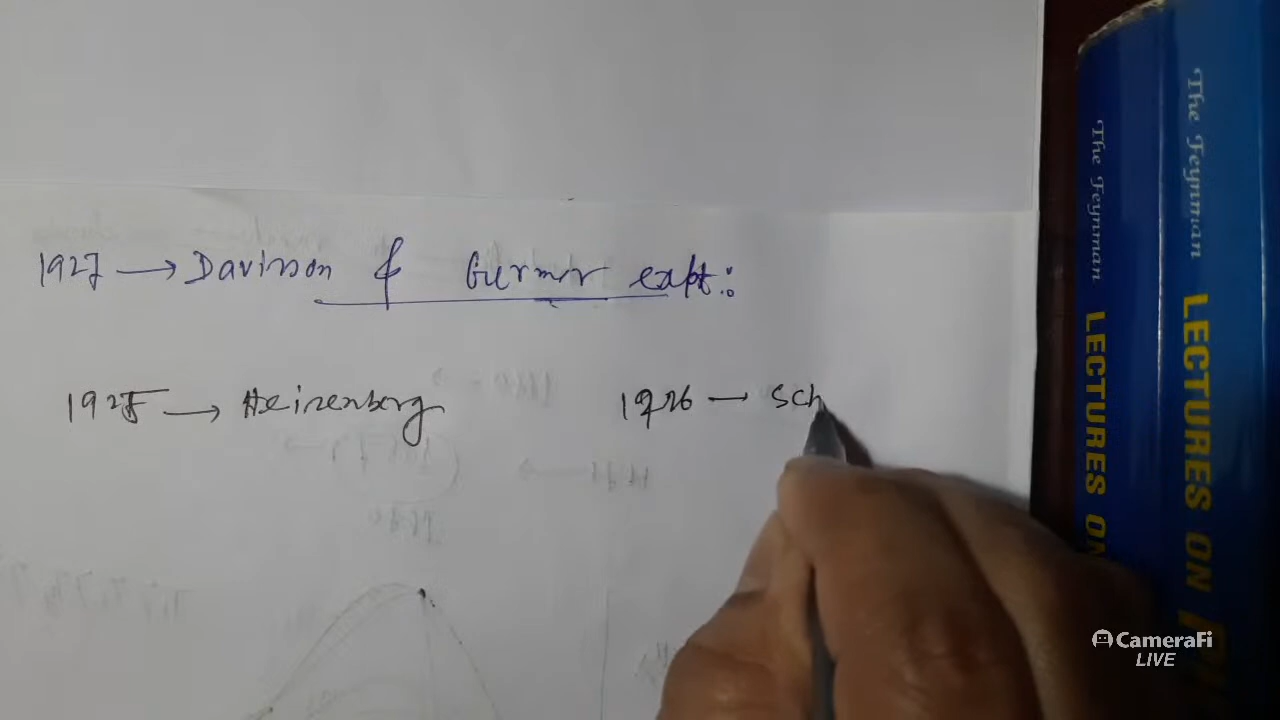 1927 → Davisson & Germer expt:
1925 → Heisenberg
1926 → Sch
The Feynman LECTURES ON
The Feynman LECTURES ON P
CameraFi
LIVE